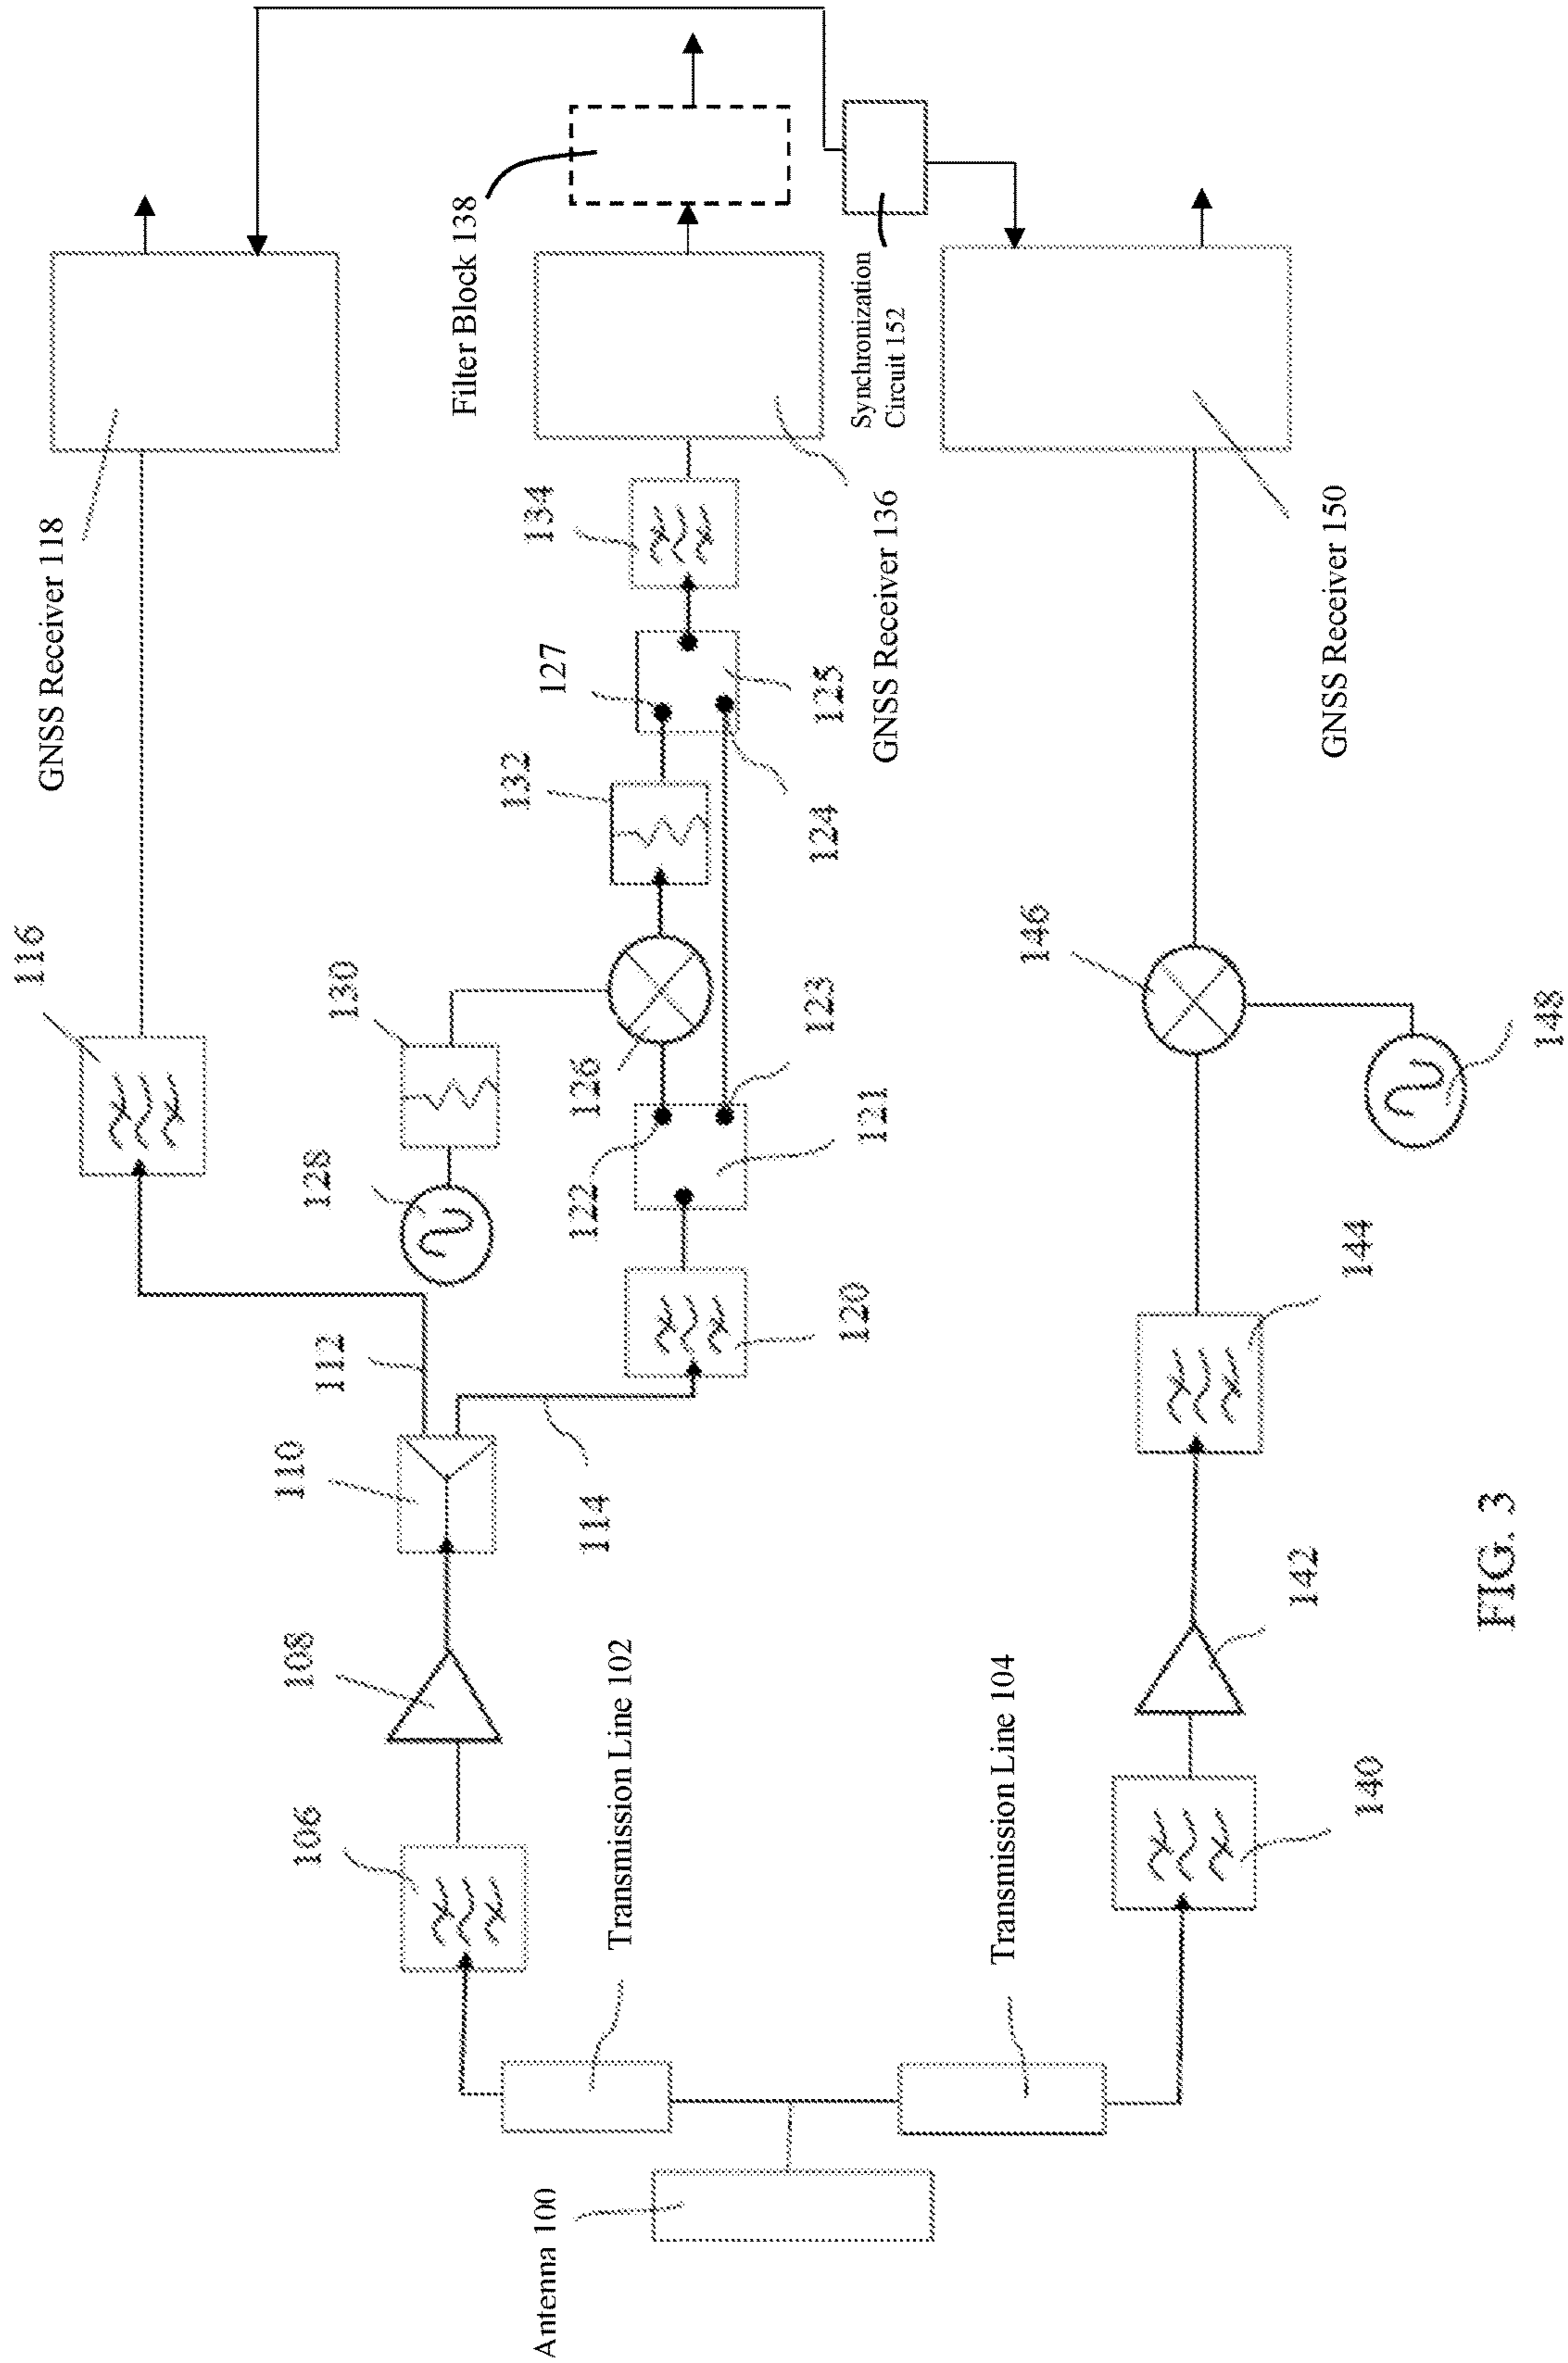 GNSS Receiver 118
116
112
110
108
106
128
130
Filter Block 138
134
127
132
126
122
Transmission Line 102
114
120
121
123
124
125
GNSS Receiver 136
Synchronization
Circuit 152
Antenna 100
Transmission Line 104
146
GNSS Receiver 150
140
142
144
148
FIG. 3